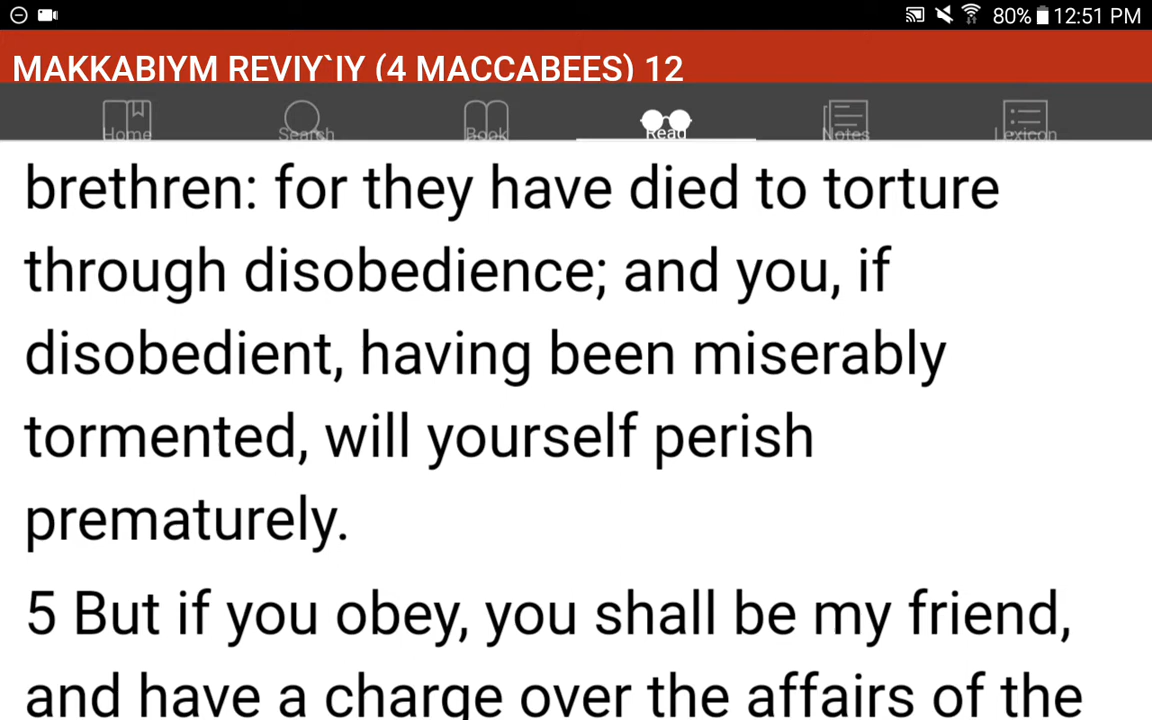 80% 12:51 PM
MAKKABIYM REVIY`IY (4 MACCABEES) 12
Home Search Book Read Notes Lexicon
brethren: for they have died to torture
through disobedience; and you, if
disobedient, having been miserably
tormented, will yourself perish
prematurely.
5 But if you obey, you shall be my friend,
and have a charge over the affairs of the